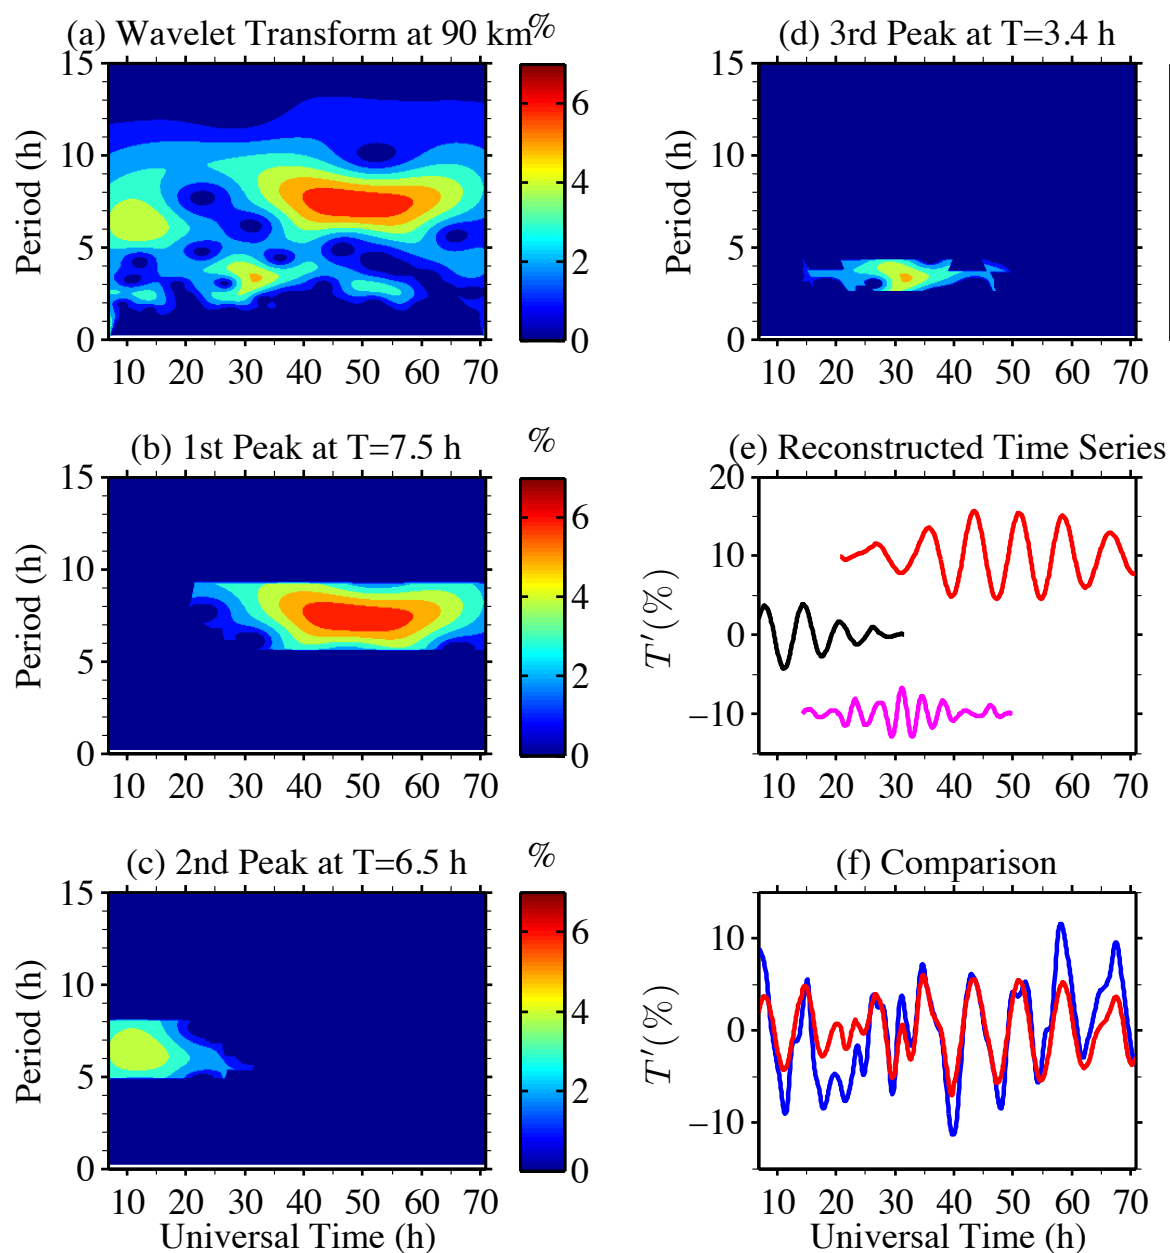 (a) Wavelet Transform at 90 km
%
15
10
5
0
Period (h)
10 20 30 40 50 60 70
6
4
2
0
(b) 1st Peak at T=7.5 h
%
15
10
5
0
Period (h)
10 20 30 40 50 60 70
6
4
2
0
(c) 2nd Peak at T=6.5 h
%
15
10
5
0
Period (h)
10 20 30 40 50 60 70
Universal Time (h)
6
4
2
0
(d) 3rd Peak at T=3.4 h
15
10
5
0
Period (h)
10 20 30 40 50 60 70
(e) Reconstructed Time Series
20
10
0
−10
T′(%)
10 20 30 40 50 60 70
(f) Comparison
10
0
−10
T′(%)
10 20 30 40 50 60 70
Universal Time (h)